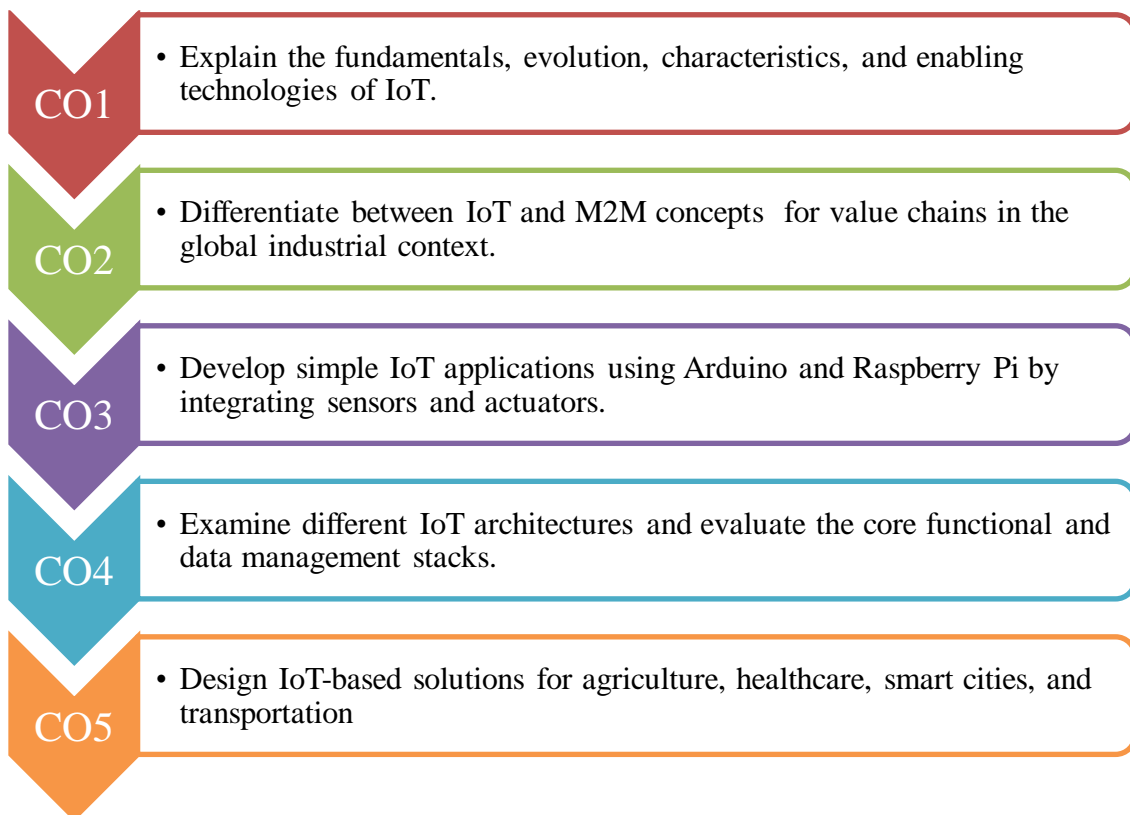 CO1
• Explain the fundamentals, evolution, characteristics, and enabling
technologies of IoT.
CO2
• Differentiate between IoT and M2M concepts for value chains in the
global industrial context.
CO3
• Develop simple IoT applications using Arduino and Raspberry Pi by
integrating sensors and actuators.
CO4
• Examine different IoT architectures and evaluate the core functional and
data management stacks.
CO5
• Design IoT-based solutions for agriculture, healthcare, smart cities, and
transportation